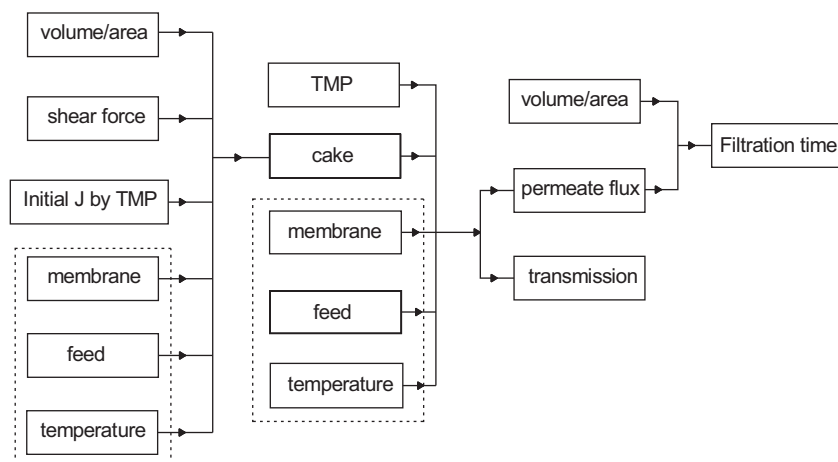 volume/area
shear force
Initial J by TMP
membrane
feed
temperature
TMP
cake
membrane
feed
temperature
volume/area
permeate flux
transmission
Filtration time